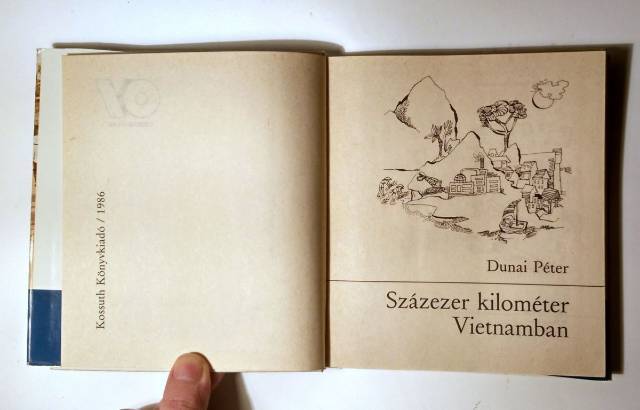 Kossuth Könyvkiadó / 1986
Dunai Péter
Százezer kilométer
Vietnamban